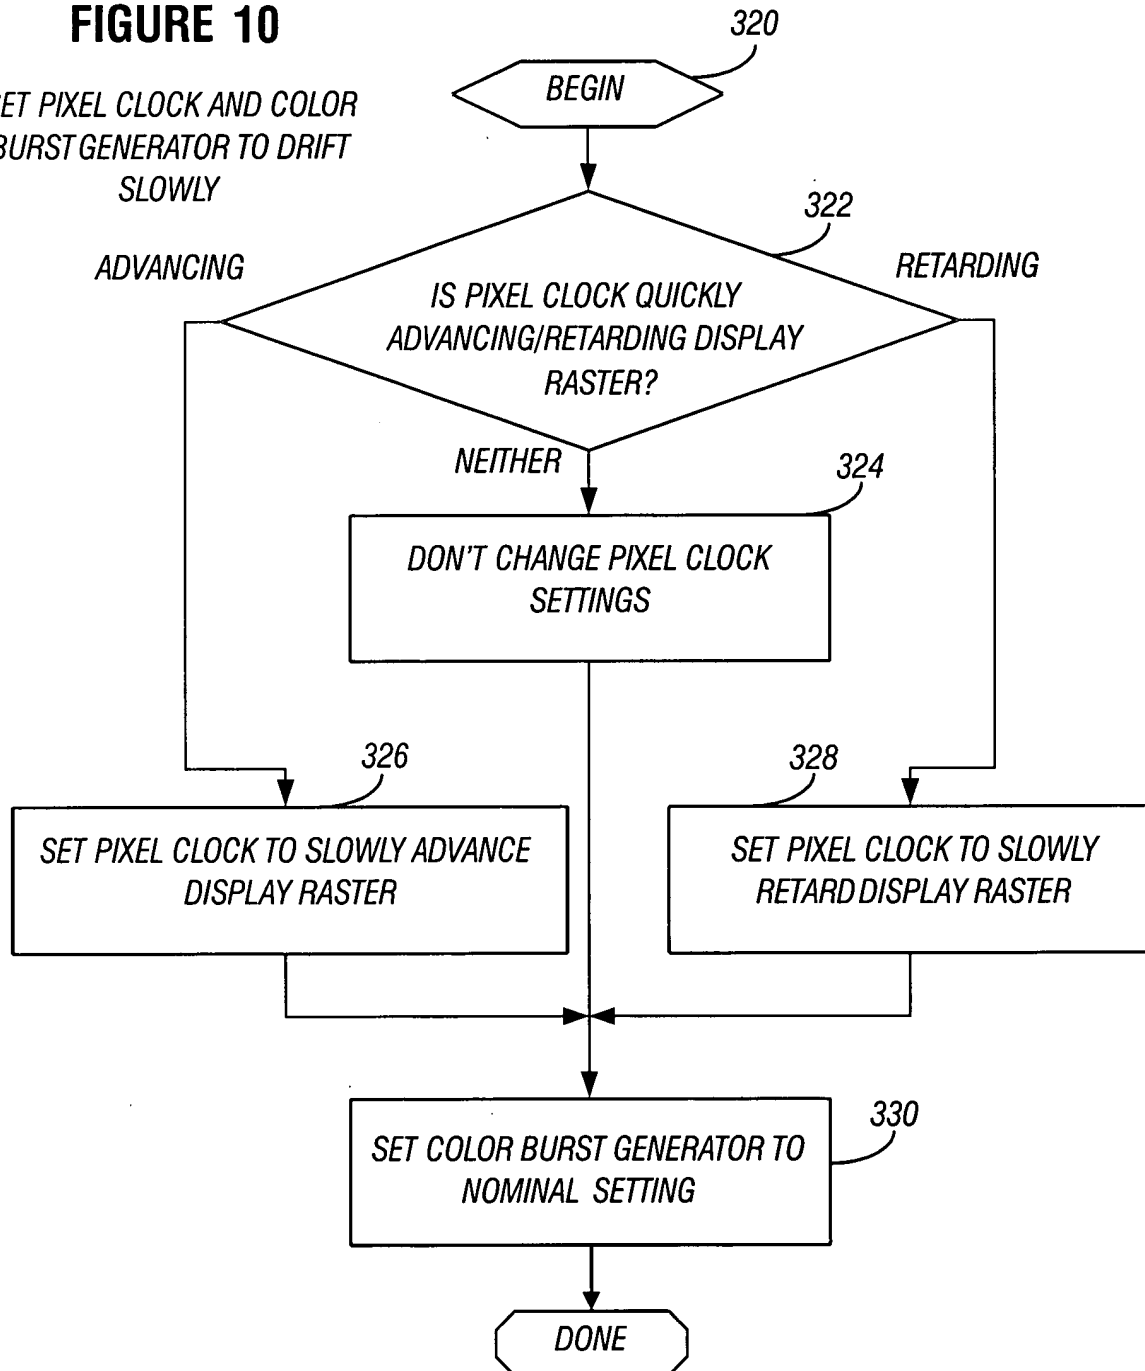 FIGURE 10
320
BEGIN
ET PIXEL CLOCK AND COLOR
BURST GENERATOR TO DRIFT
SLOWLY
322
ADVANCING
RETARDING
IS PIXEL CLOCK QUICKLY
ADVANCING/RETARDING DISPLAY
RASTER?
NEITHER
324
DON'T CHANGE PIXEL CLOCK
SETTINGS
326
328
SET PIXEL CLOCK TO SLOWLY ADVANCE
DISPLAY RASTER
SET PIXEL CLOCK TO SLOWLY
RETARD DISPLAY RASTER
330
SET COLOR BURST GENERATOR TO
NOMINAL SETTING
DONE